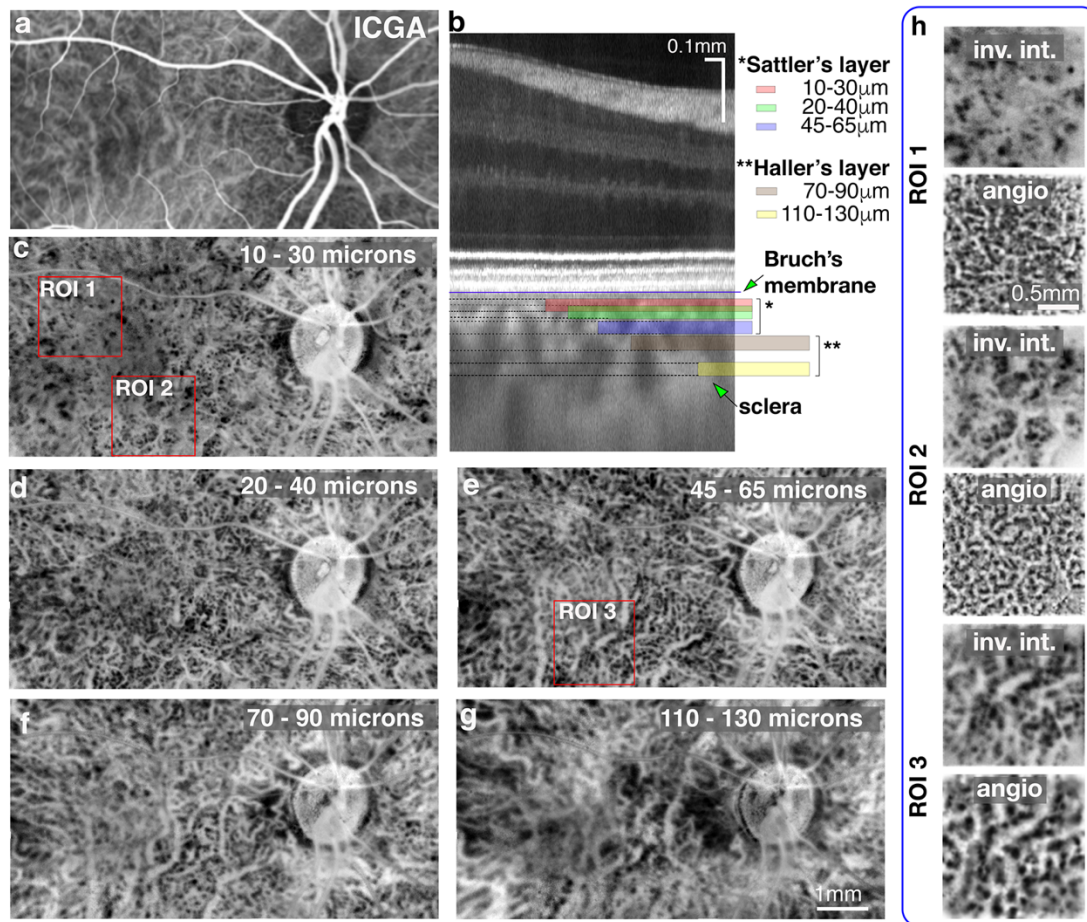 a
ICGA
b
0.1mm
*Sattler's layer
10-30μm
20-40μm
45-65μm
**Haller's layer
70-90μm
110-130μm
Bruch's
membrane
*
**
sclera
c
10 - 30 microns
ROI 1
ROI 2
d
20 - 40 microns
e
45 - 65 microns
ROI 3
f
70 - 90 microns
g
110 - 130 microns
1mm
h
ROI 1
inv. int.
angio
0.5mm
ROI 2
inv. int.
angio
ROI 3
inv. int.
angio